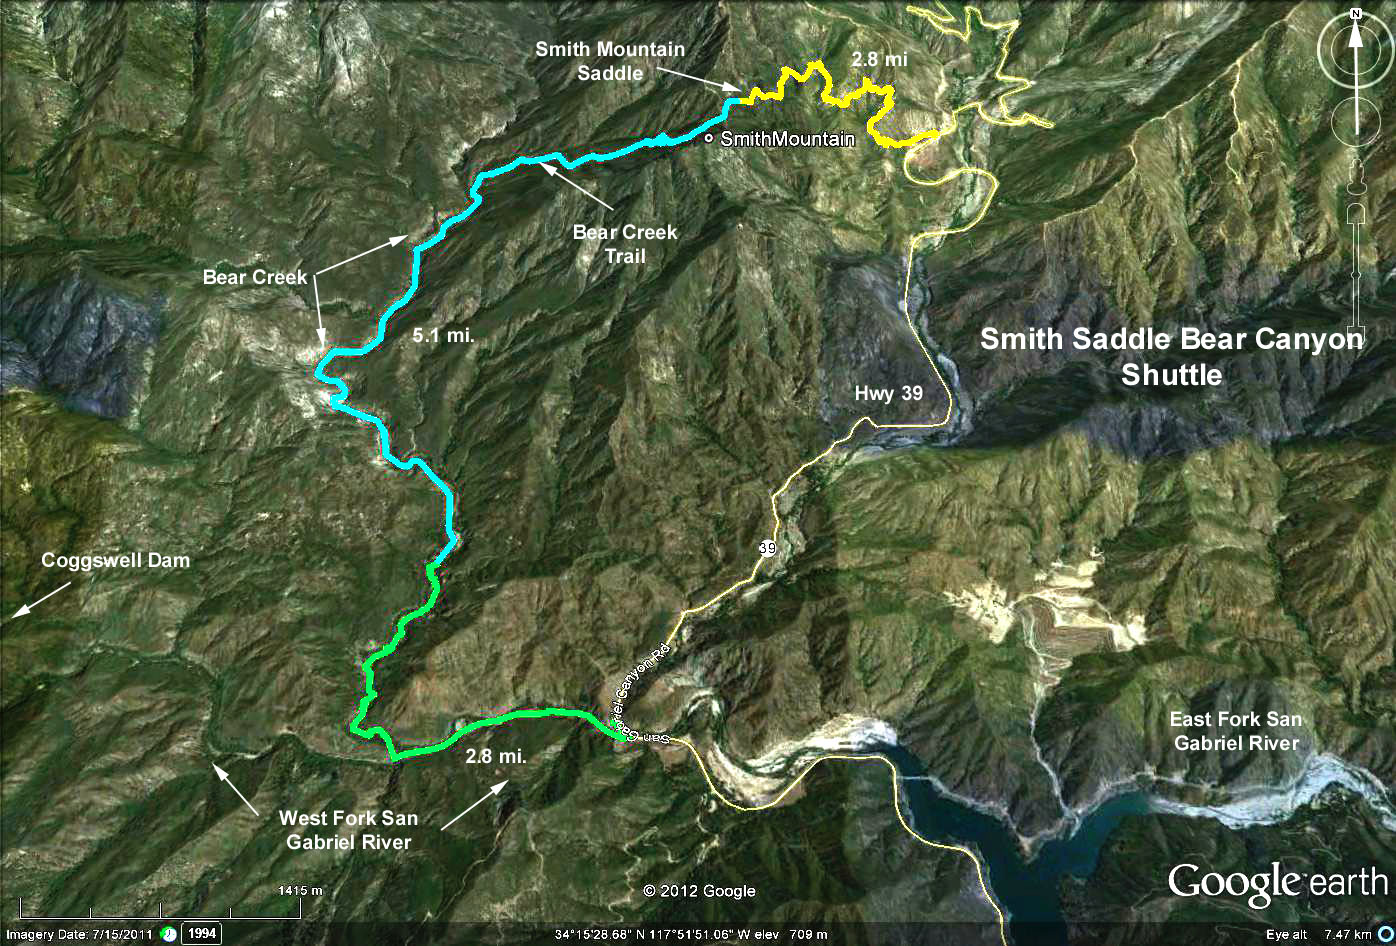 N
Smith Mountain
Saddle
2.8 mi
SmithMountain
Bear Creek
Trail
Bear Creek
5.1 mi.
Smith Saddle Bear Canyon
Shuttle
Hwy 39
39
Coggswell Dam
riel Canyon Rd
San Gab
2.8 mi.
East Fork San
Gabriel River
West Fork San
Gabriel River
1415 m
© 2012 Google
Google earth
Imagery Date: 7/15/2011
1994
34°15'28.68" N 117°51'51.06" W elev 709 m
Eye alt 7.47 km